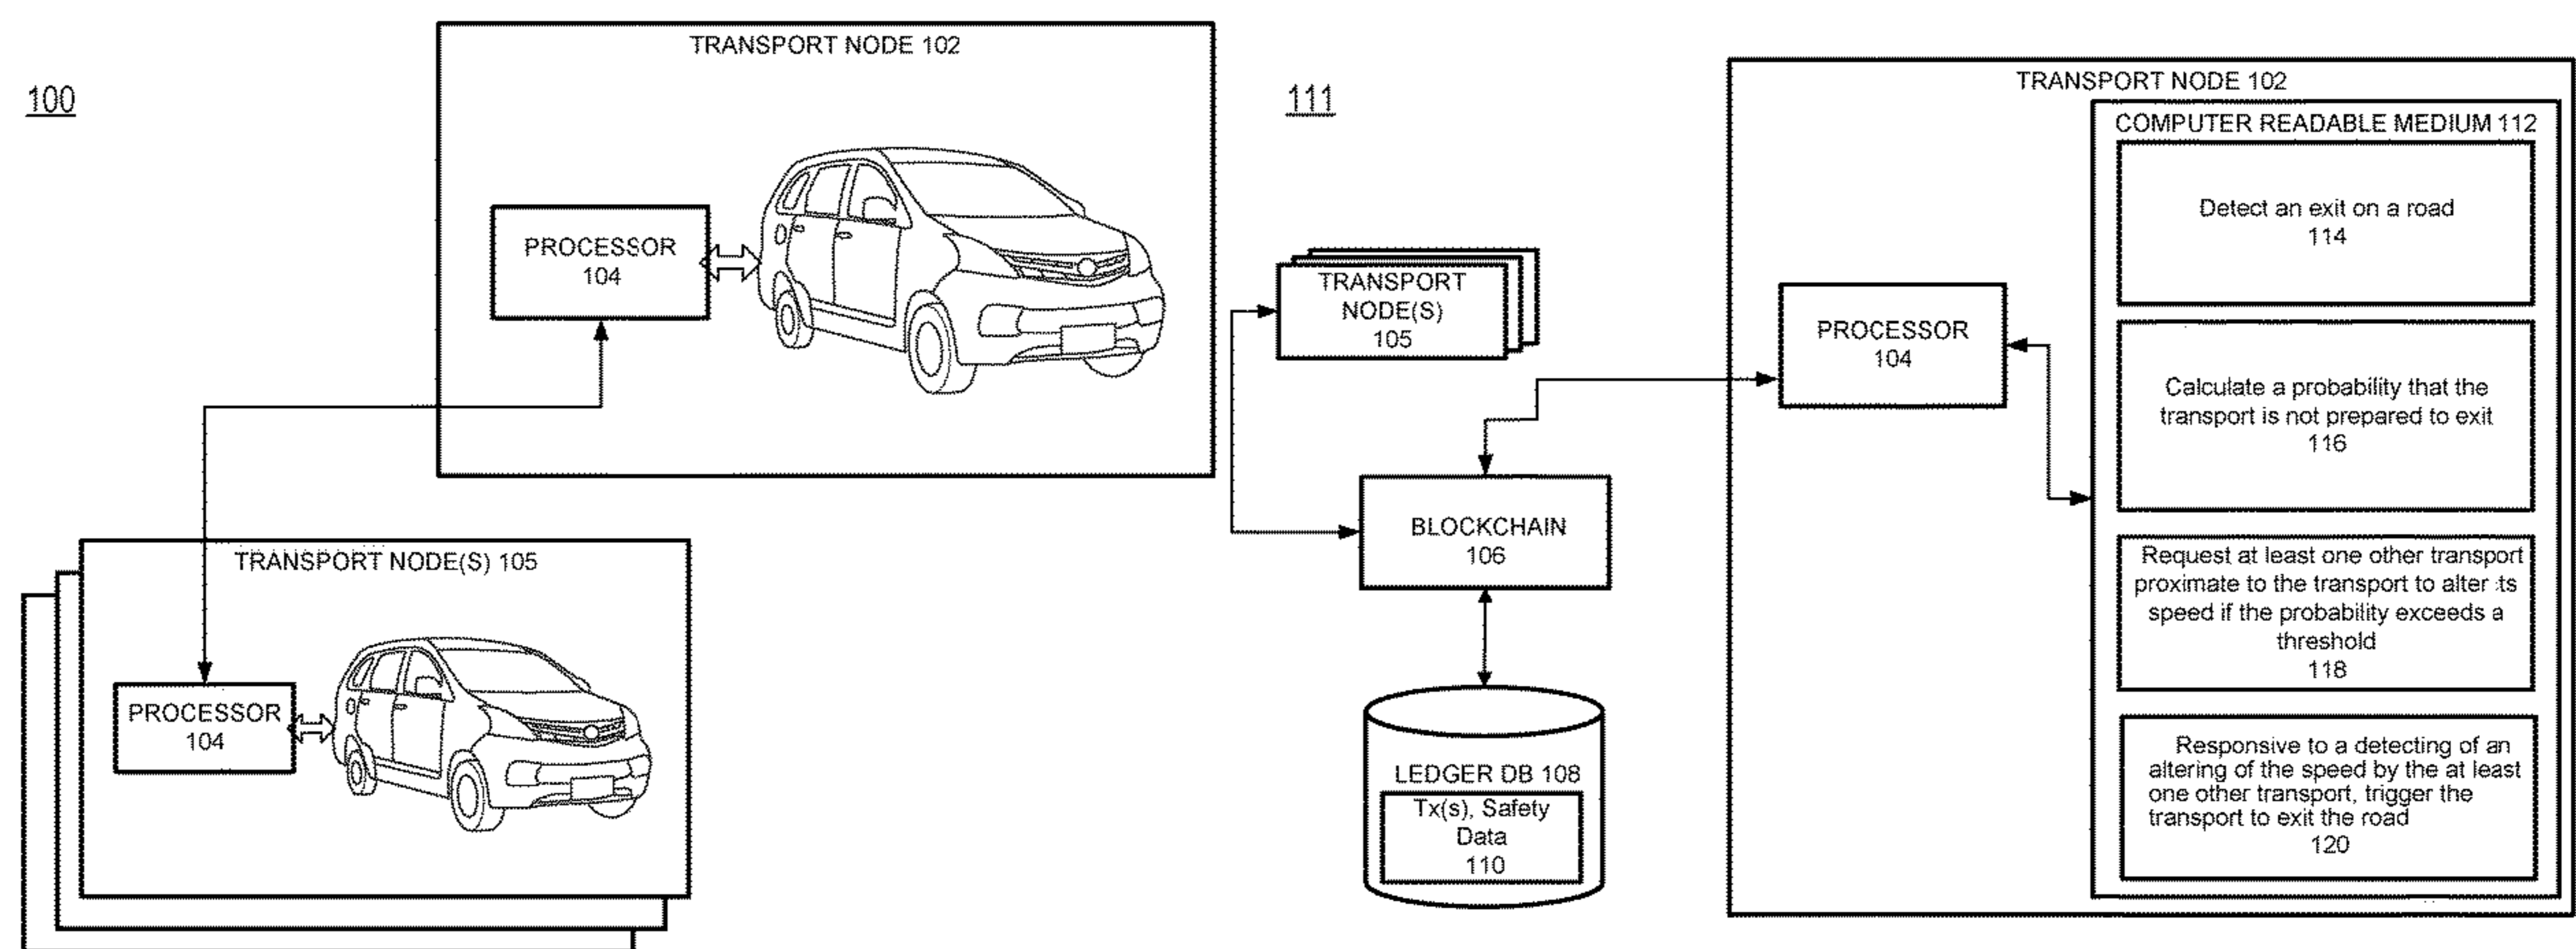 100
TRANSPORT NODE 102
PROCESSOR
104
TRANSPORT NODE(S) 105
PROCESSOR
104
111
TRANSPORT
NODE(S)
105
BLOCKCHAIN
106
LEDGER DB 108
Tx(s), Safety
Data
110
TRANSPORT NODE 102
PROCESSOR
104
COMPUTER READABLE MEDIUM 112
Detect an exit on a road
114
Calculate a probability that the
transport is not prepared to exit
116
Request at least one other transport
proximate to the transport to alter its
speed if the probability exceeds a
threshold
118
Responsive to a detecting of an
altering of the speed by the at least
one other transport, trigger the
transport to exit the road
120